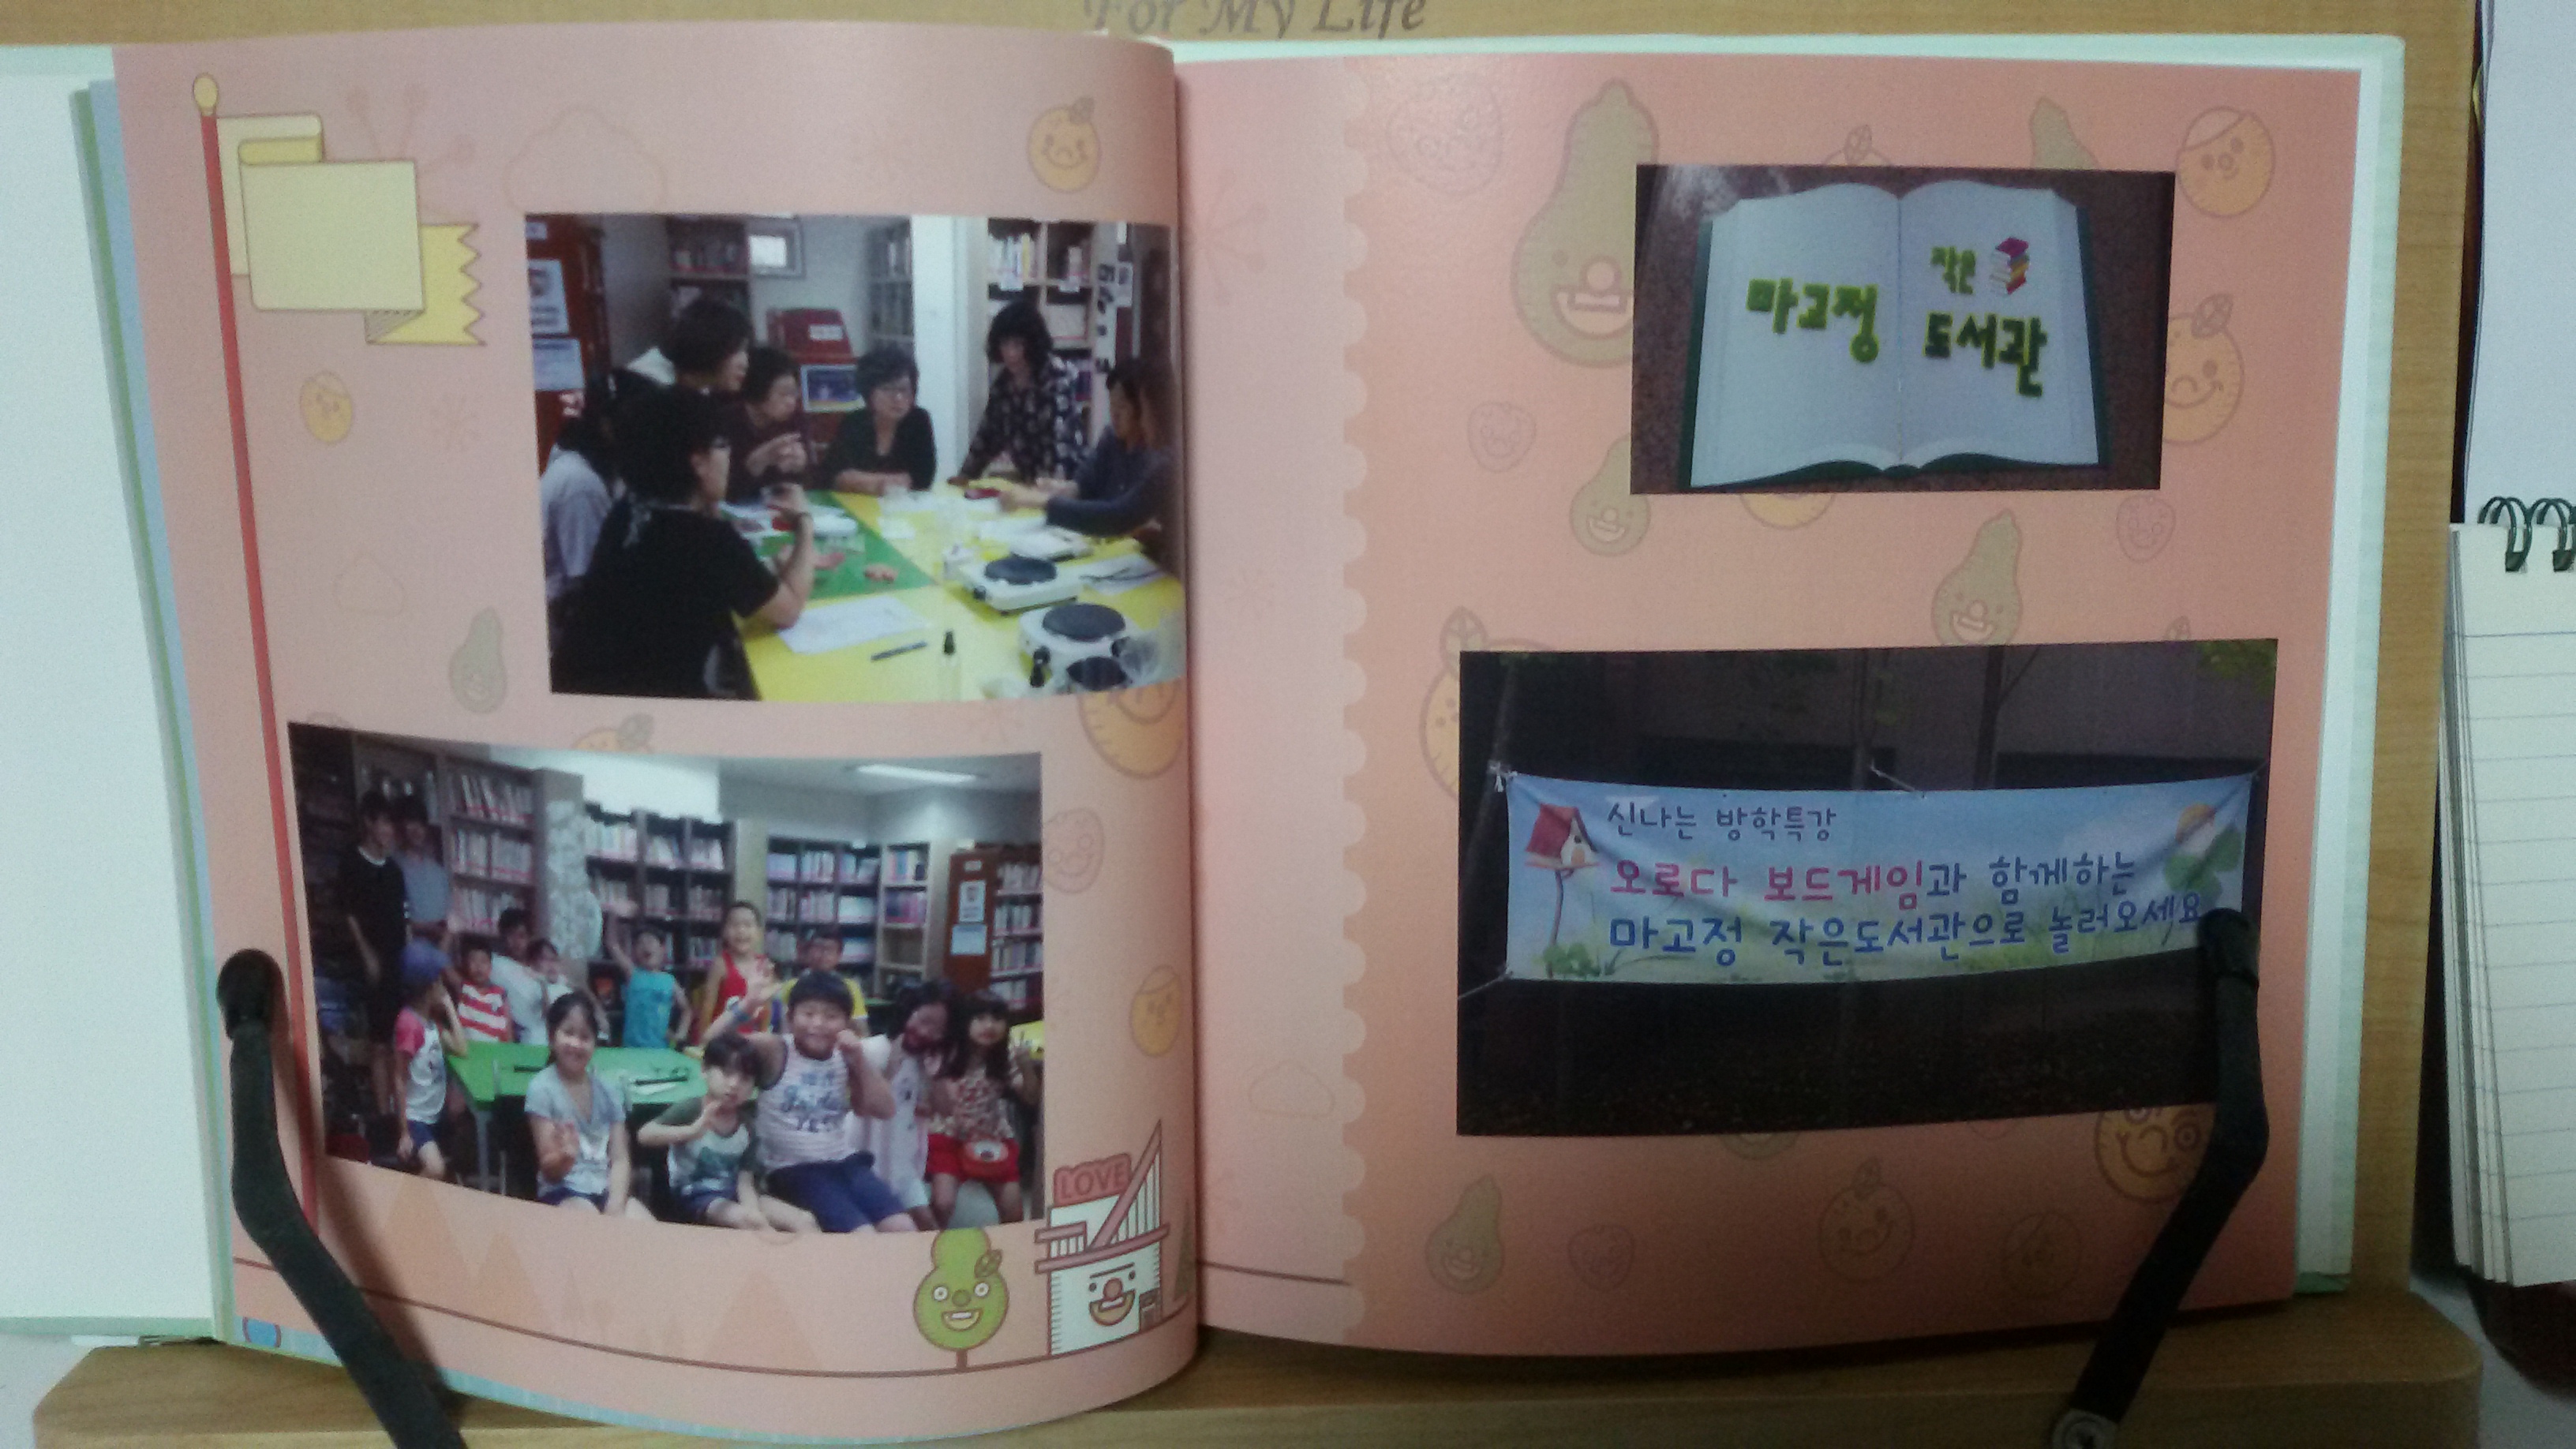 For My Life
마고정
작은
도서관
신나는 방학특강
오로다 보드게임과 함께하는
마고정 작은도서관으로 놀러오세요
LOVE